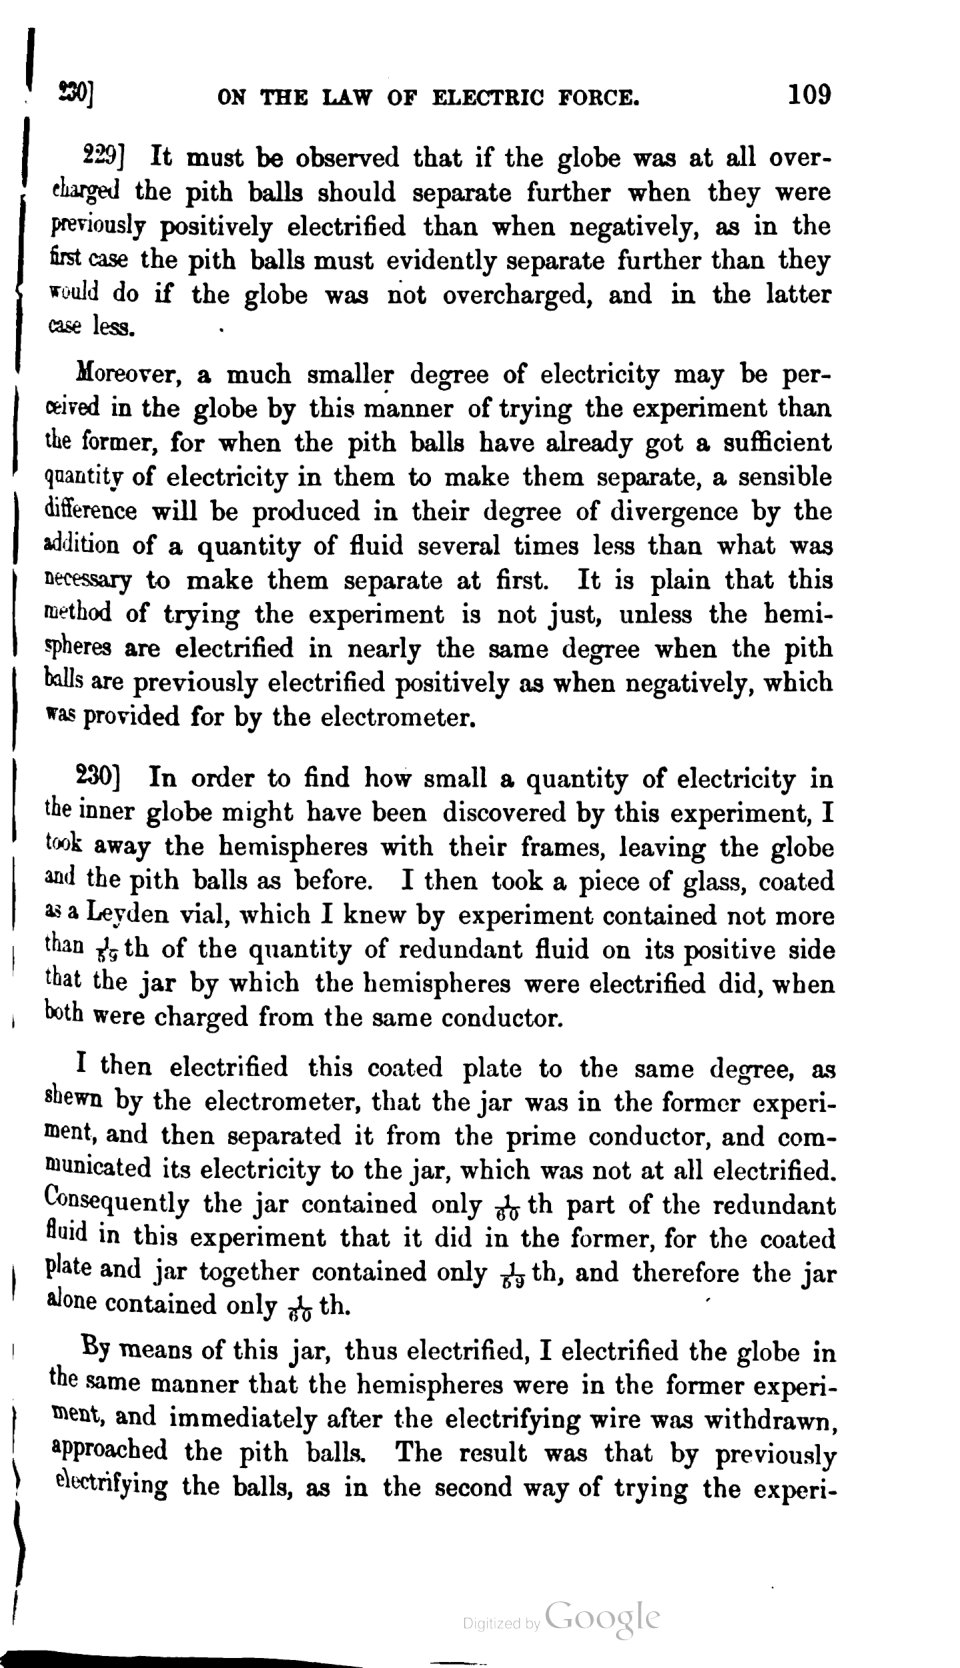 230] ON THE LAW OF ELECTRIC FORCE. 109
229] It must be observed that if the globe was at all over-
charged the pith balls should separate further when they were
previously positively electrified than when negatively, as in the
first case the pith balls must evidently separate further than they
would do if the globe was not overcharged, and in the latter
case less.
Moreover, a much smaller degree of electricity may be per-
ceived in the globe by this manner of trying the experiment than
the former, for when the pith balls have already got a sufficient
quantity of electricity in them to make them separate, a sensible
difference will be produced in their degree of divergence by the
addition of a quantity of fluid several times less than what was
necessary to make them separate at first. It is plain that this
method of trying the experiment is not just, unless the hemi-
spheres are electrified in nearly the same degree when the pith
balls are previously electrified positively as when negatively, which
was provided for by the electrometer.
230] In order to find how small a quantity of electricity in
the inner globe might have been discovered by this experiment, I
took away the hemispheres with their frames, leaving the globe
and the pith balls as before. I then took a piece of glass, coated
as a Leyden vial, which I knew by experiment contained not more
than 1/59 th of the quantity of redundant fluid on its positive side
that the jar by which the hemispheres were electrified did, when
both were charged from the same conductor.
I then electrified this coated plate to the same degree, as
shewn by the electrometer, that the jar was in the former experi-
ment, and then separated it from the prime conductor, and com-
municated its electricity to the jar, which was not at all electrified.
Consequently the jar contained only 1/60 th part of the redundant
fluid in this experiment that it did in the former, for the coated
plate and jar together contained only 1/59 th, and therefore the jar
alone contained only 1/60 th.
By means of this jar, thus electrified, I electrified the globe in
the same manner that the hemispheres were in the former experi-
ment, and immediately after the electrifying wire was withdrawn,
approached the pith balls. The result was that by previously
electrifying the balls, as in the second way of trying the experi-
Digitized by Google